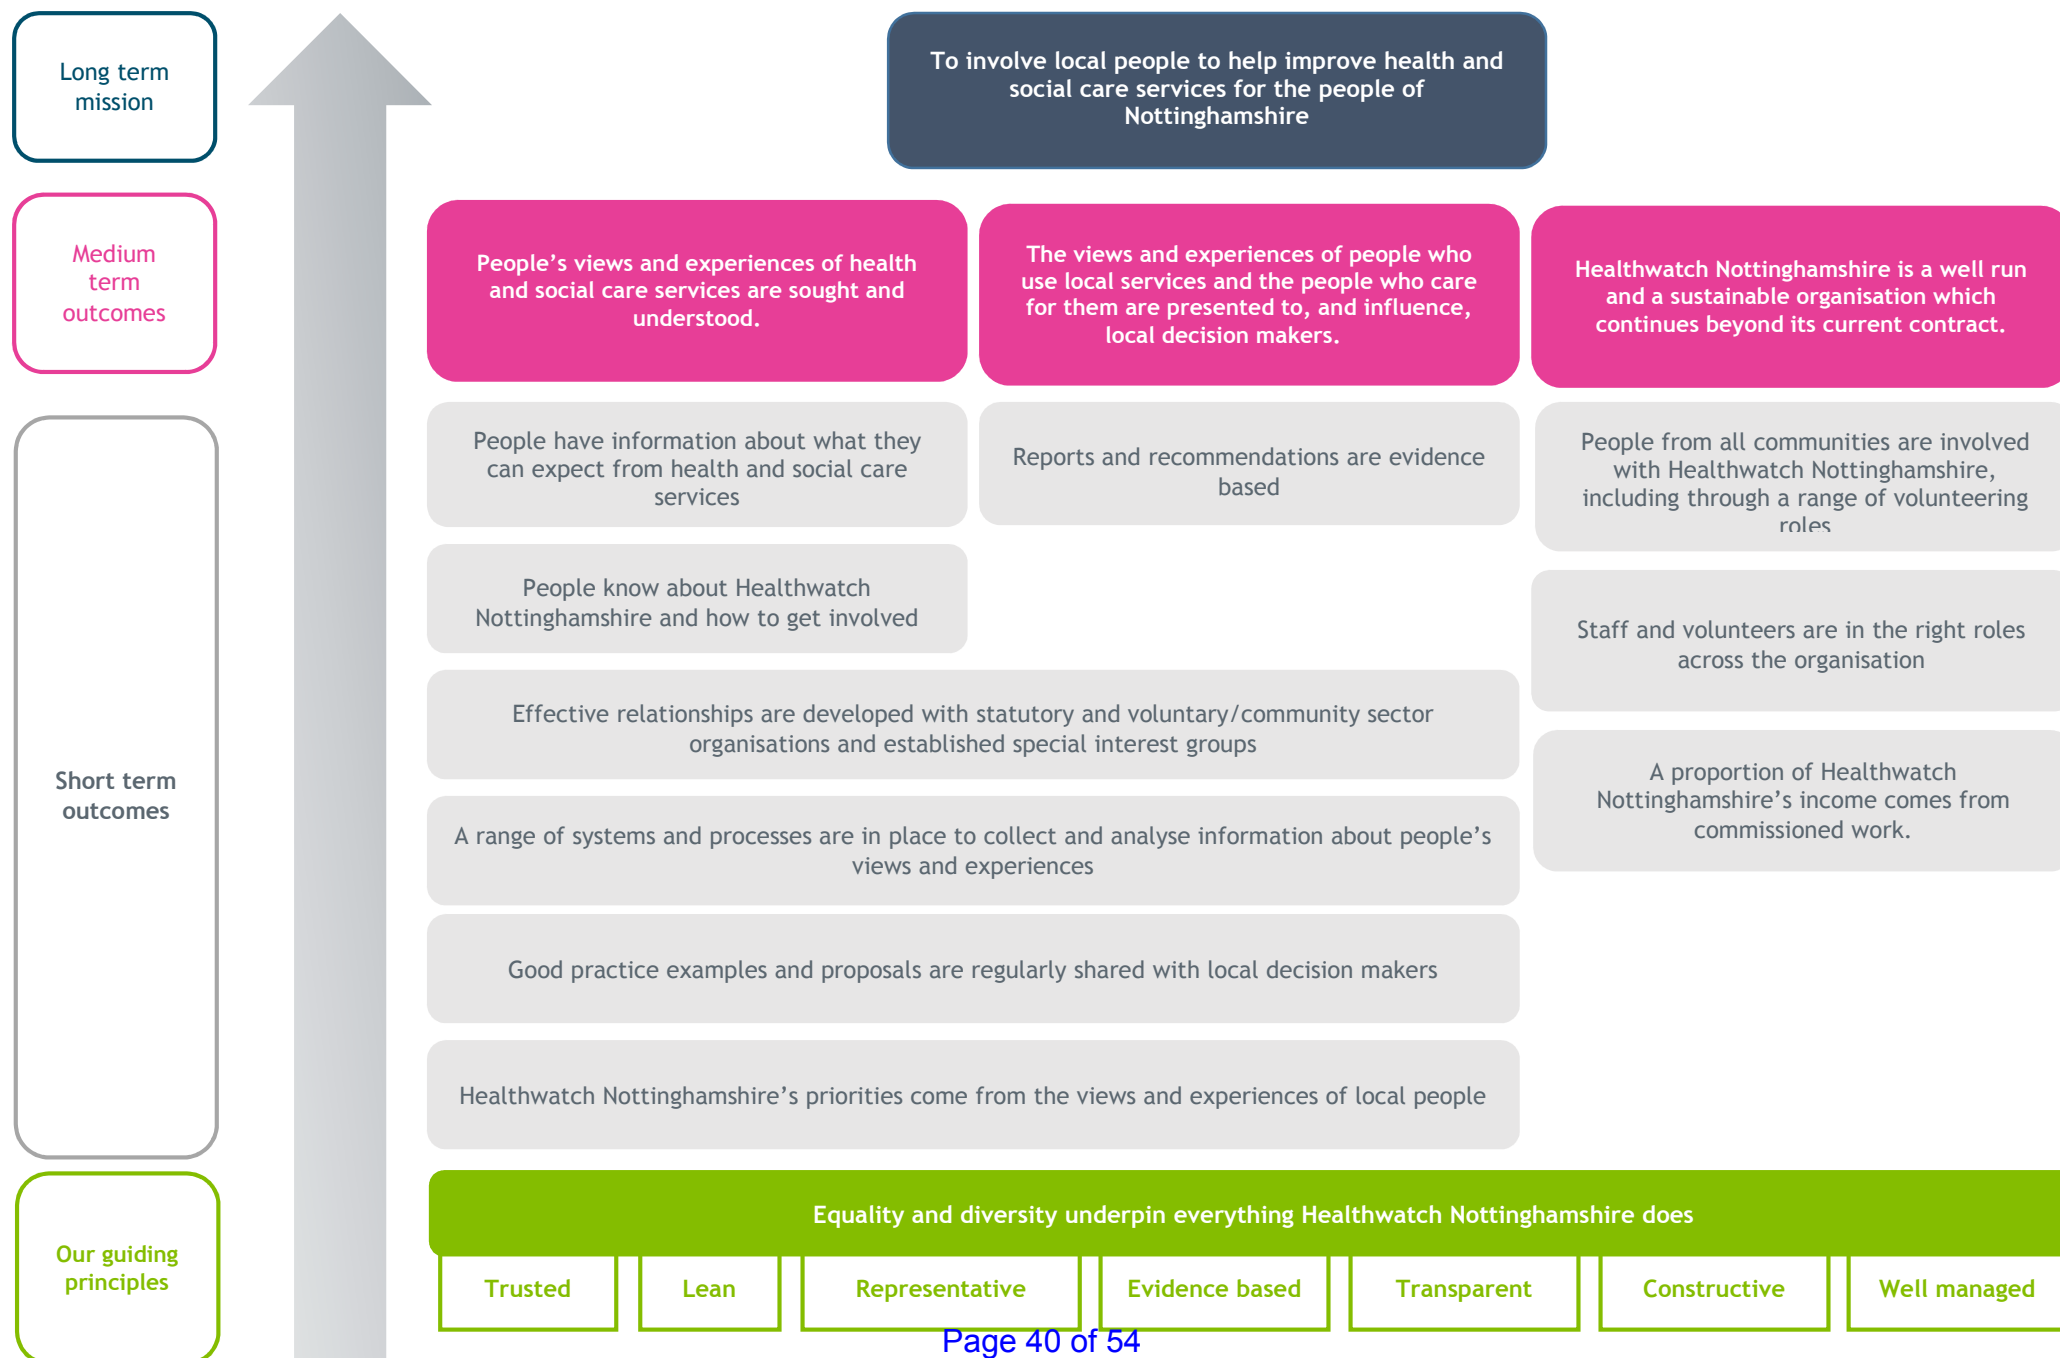 Long term
mission
To involve local people to help improve health and
social care services for the people of
Nottinghamshire
Medium
term
outcomes
People’s views and experiences of health
and social care services are sought and
understood.
The views and experiences of people who
use local services and the people who care
for them are presented to, and influence,
local decision makers.
Healthwatch Nottinghamshire is a well run
and a sustainable organisation which
continues beyond its current contract.
Short term
outcomes
People have information about what they
can expect from health and social care
services
Reports and recommendations are evidence
based
People from all communities are involved
with Healthwatch Nottinghamshire,
including through a range of volunteering
roles
People know about Healthwatch
Nottinghamshire and how to get involved
Staff and volunteers are in the right roles
across the organisation
Effective relationships are developed with statutory and voluntary/community sector
organisations and established special interest groups
A proportion of Healthwatch
Nottinghamshire’s income comes from
commissioned work.
A range of systems and processes are in place to collect and analyse information about people’s
views and experiences
Good practice examples and proposals are regularly shared with local decision makers
Healthwatch Nottinghamshire’s priorities come from the views and experiences of local people
Our guiding
principles
Equality and diversity underpin everything Healthwatch Nottinghamshire does
Trusted
Lean
Representative
Evidence based
Transparent
Constructive
Well managed
Page 40 of 54